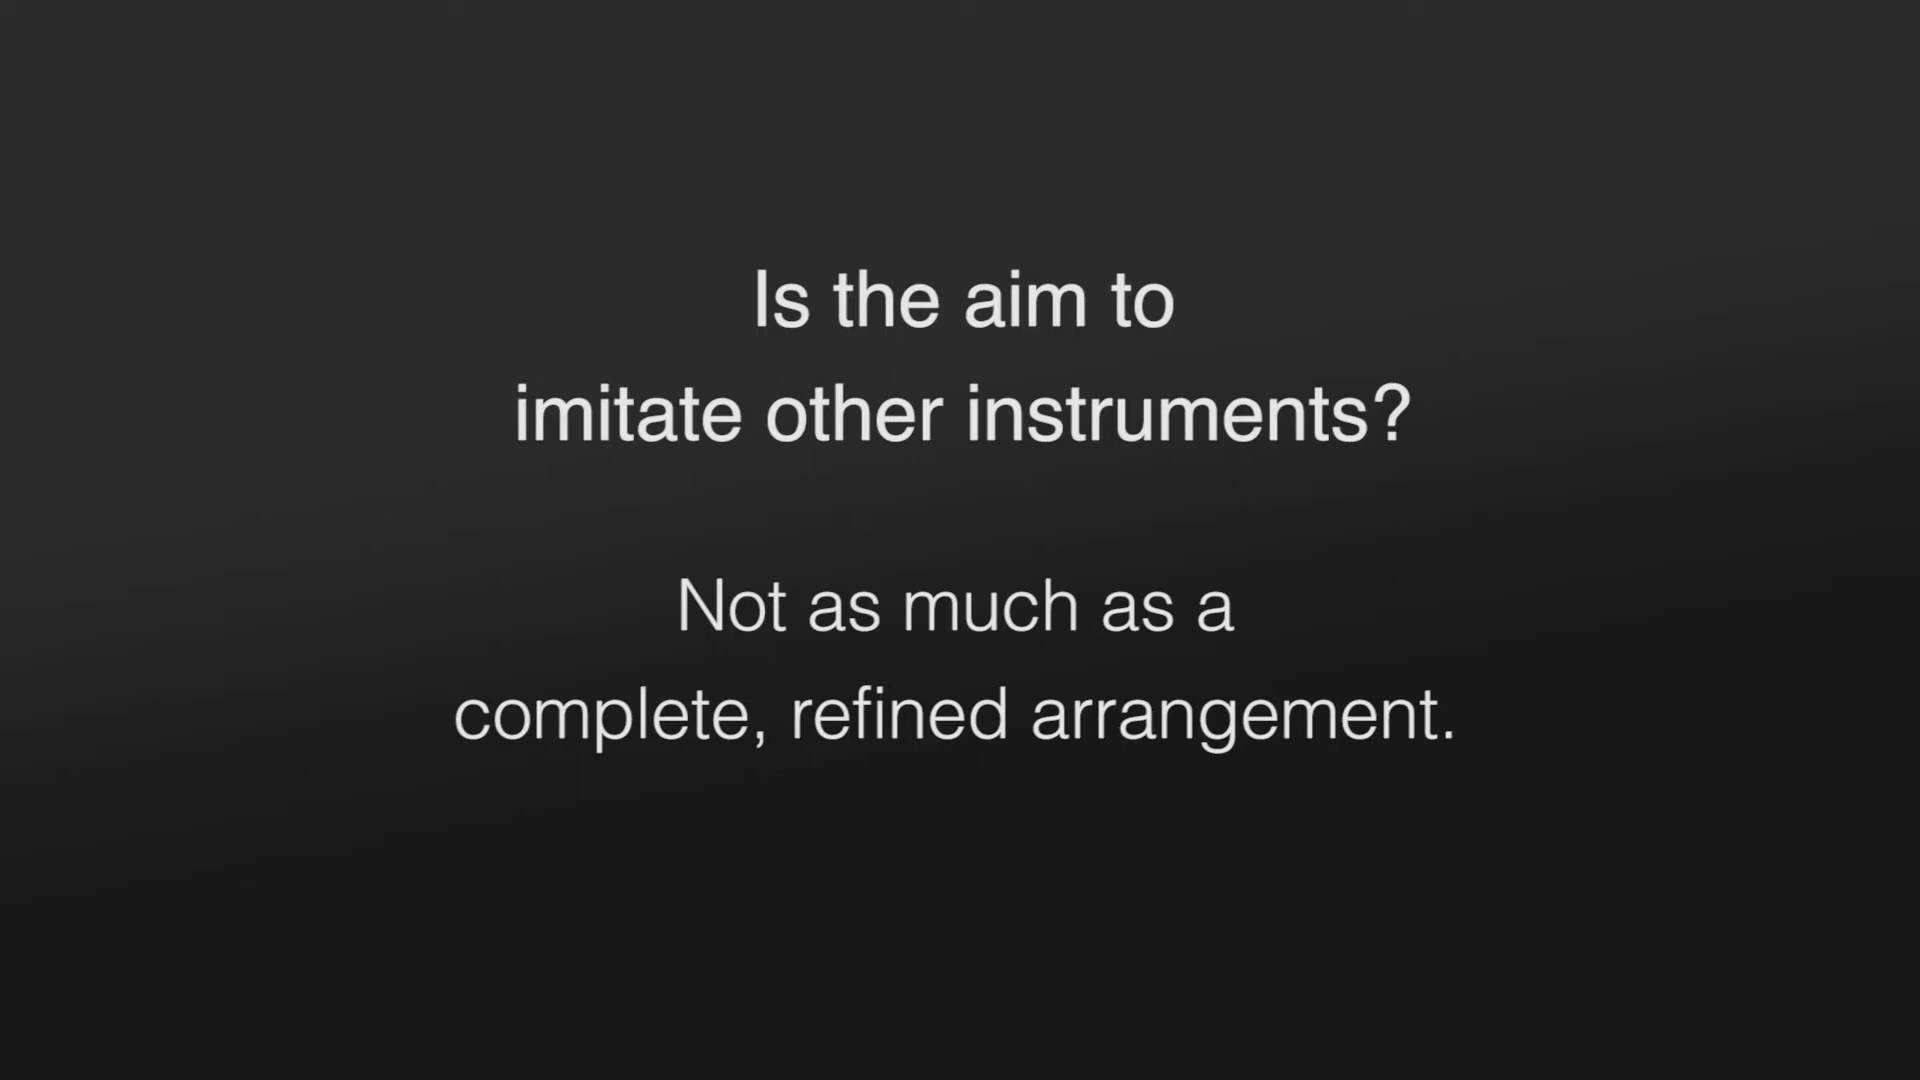 Is the aim to
imitate other instruments?
Not as much as a
complete, refined arrangement.